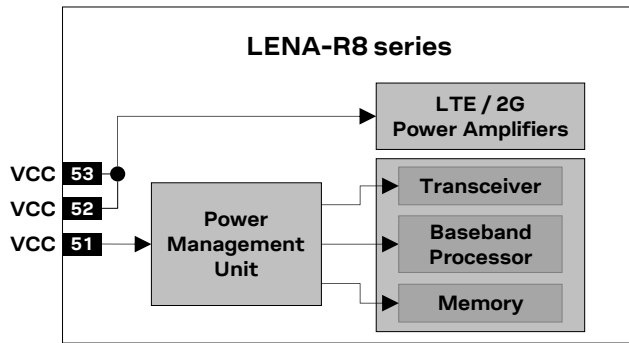 LENA-R8 series
LTE / 2G
Power Amplifiers
VCC 53
VCC 52
VCC 51
Power
Management
Unit
Transceiver
Baseband
Processor
Memory